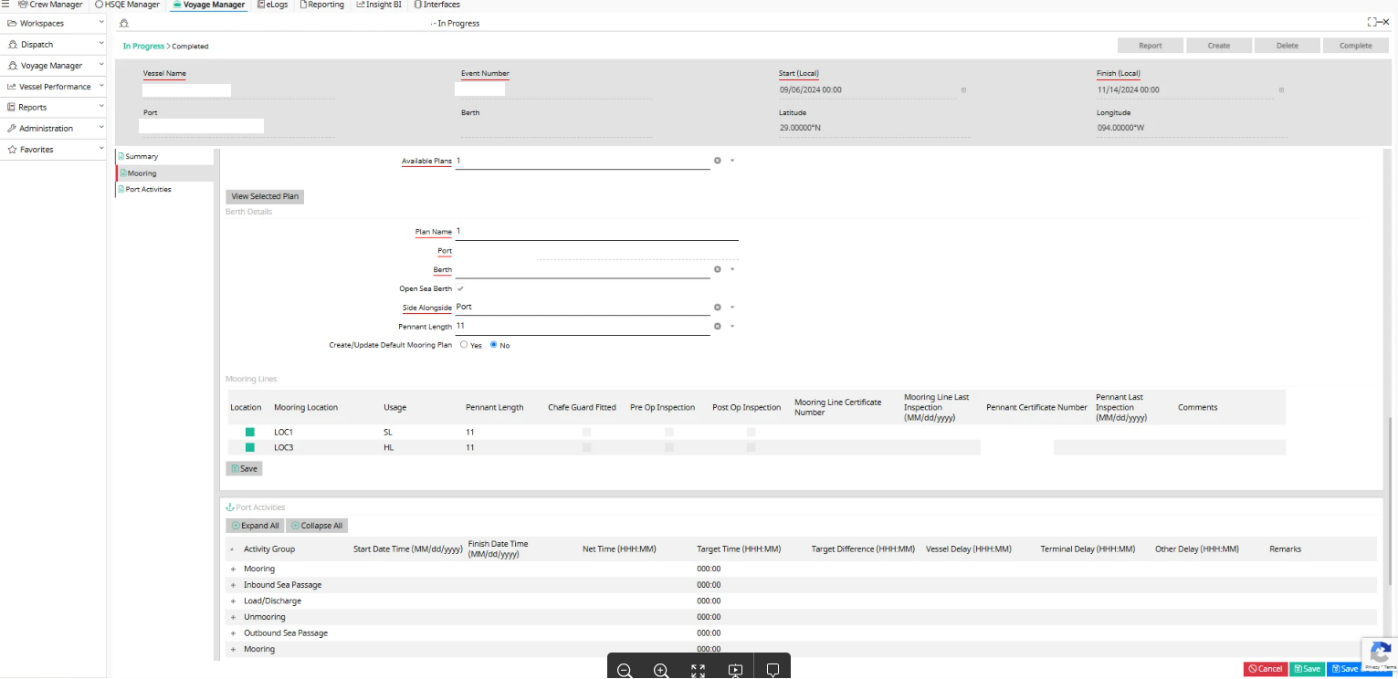 Crew Manager HSQE Manager Voyage Manager eLogs Reporting Insight BI Interfaces
Workspaces
- In Progress
Dispatch
In Progress > Completed
Report Create Delete Complete
Voyage Manager
Vessel Performance
Reports
Administration
Favorites
Vessel Name Event Number Start (Local) Finish (Local)
09/06/2024 00:00 11/14/2024 00:00
Port Berth Latitude Longitude
29.00000°N 094.00000°W
Summary
Mooring
Port Activities
Available Plans 1
View Selected Plan
Berth Details
Plan Name 1
Port
Berth
Open Sea Berth
Side Alongside Port
Pennant Length 11
Create/Update Default Mooring Plan Yes No
Mooring Lines
Location Mooring Location Usage Pennant Length Chafe Guard Fitted Pre Op Inspection Post Op Inspection Mooring Line Certificate Number Mooring Line Last Inspection (MM/dd/yyyy) Pennant Certificate Number Pennant Last Inspection (MM/dd/yyyy) Comments
LOC1 SL 11
LOC3 HL 11
Save
Port Activities
Expand All Collapse All
Activity Group Start Date Time (MM/dd/yyyy) Finish Date Time (MM/dd/yyyy) Net Time (HHH:MM) Target Time (HHH:MM) Target Difference (HHH:MM) Vessel Delay (HHH:MM) Terminal Delay (HHH:MM) Other Delay (HHH:MM) Remarks
+ Mooring 000:00
+ Inbound Sea Passage 000:00
+ Load/Discharge 000:00
+ Unmooring 000:00
+ Outbound Sea Passage 000:00
+ Mooring 000:00
Cancel Save Save
Privacy - Terms